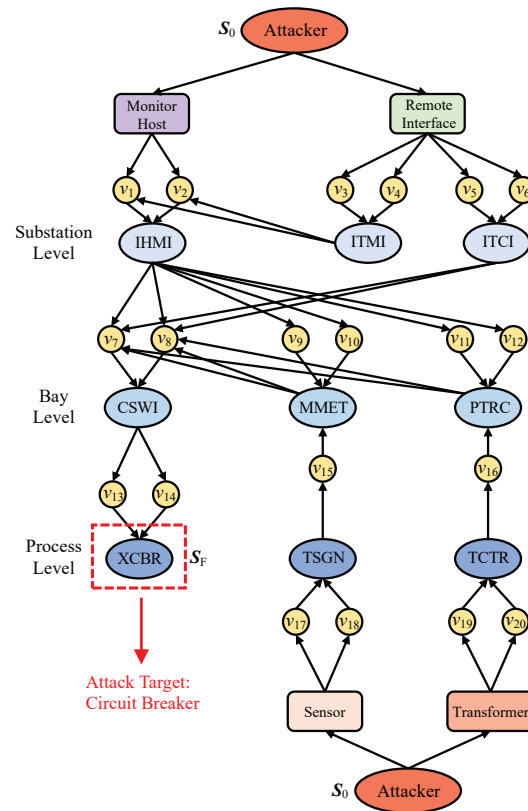 S0 Attacker
Monitor
Host
Remote
Interface
v1 v2 v3 v4 v5 v6
Substation
Level
IHMI ITMI ITCI
v7 v8 v9 v10 v11 v12
Bay
Level
CSWI MMET PTRC
v15 v16
v13 v14
Process
Level
XCBR SF TSGN TCTR
v17 v18 v19 v20
Attack Target:
Circuit Breaker
Sensor Transformer
S0 Attacker